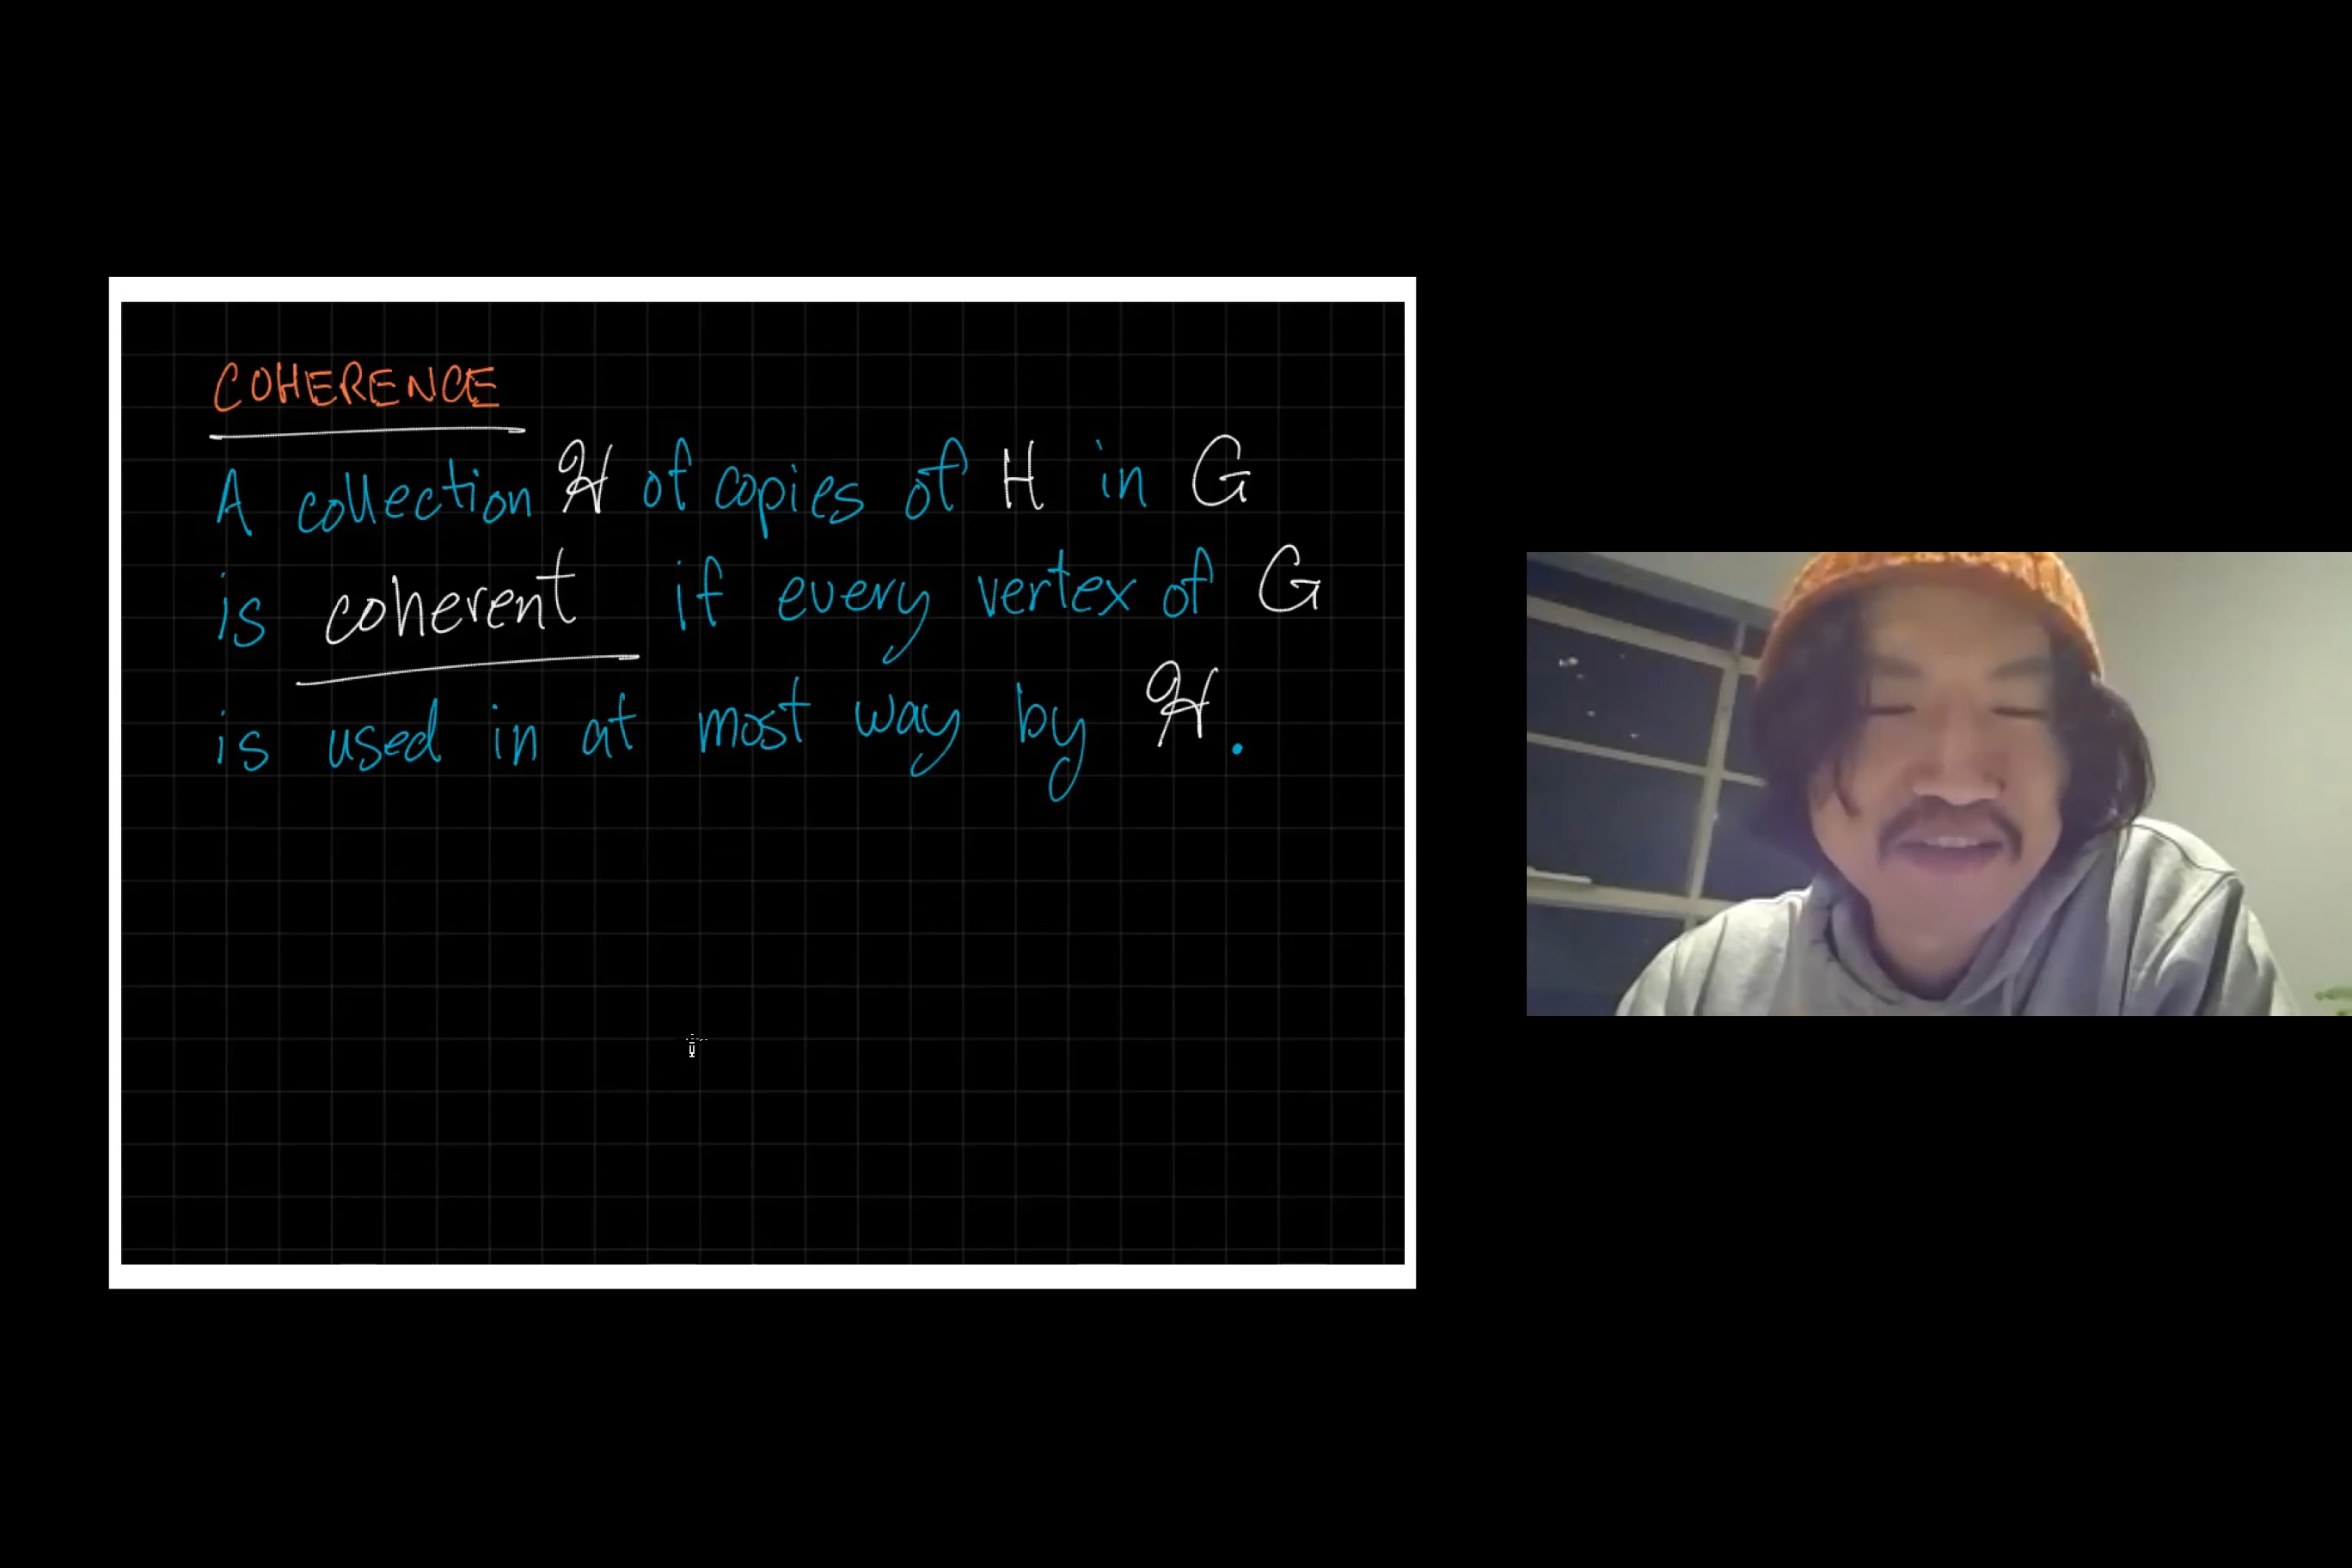 COHERENCE
A collection ℋ of copies of H in G
is coherent if every vertex of G
is used in at most way by ℋ.